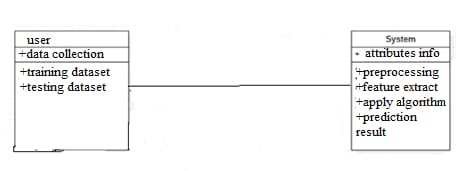 user
+data collection
+training dataset
+testing dataset
System
+ attributes info
+preprocessing
+feature extract
+apply algorithm
+prediction
result